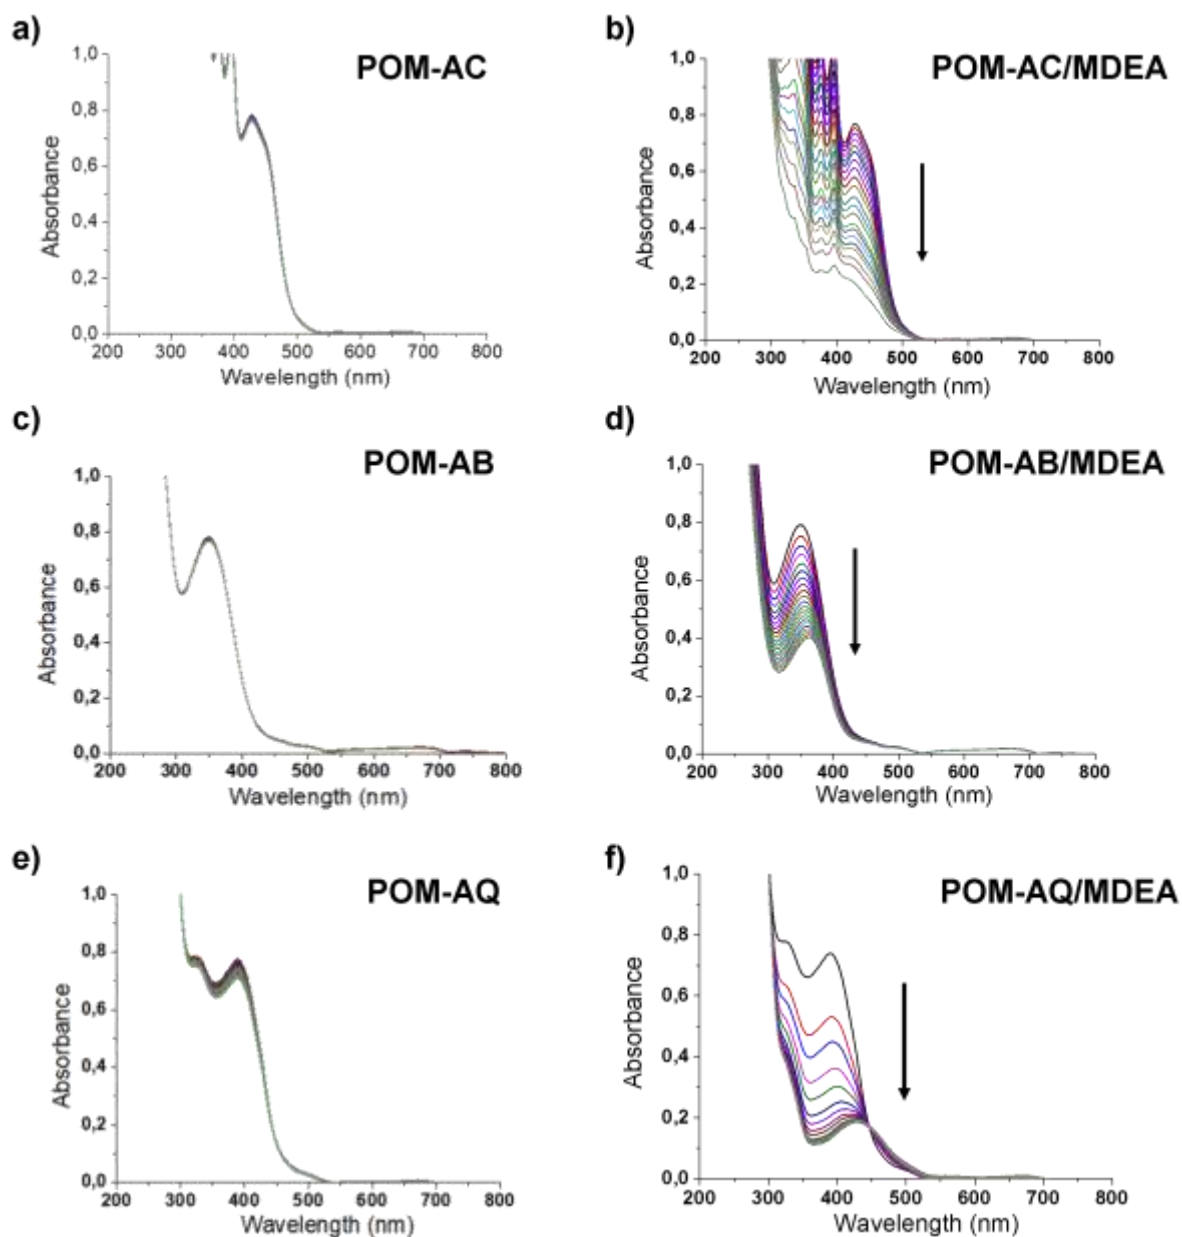 a)
POM-AC
1,0
0,8
0,6
0,4
0,2
0,0
Absorbance
200 300 400 500 600 700 800
Wavelength (nm)
b)
POM-AC/MDEA
1,0
0,8
0,6
0,4
0,2
0,0
Absorbance
200 300 400 500 600 700 800
Wavelength (nm)
c)
POM-AB
1,0
0,8
0,6
0,4
0,2
0,0
Absorbance
200 300 400 500 600 700 800
Wavelength (nm)
d)
POM-AB/MDEA
1,0
0,8
0,6
0,4
0,2
0,0
Absorbance
200 300 400 500 600 700 800
Wavelength (nm)
e)
POM-AQ
1,0
0,8
0,6
0,4
0,2
0,0
Absorbance
200 300 400 500 600 700 800
Wavelength (nm)
f)
POM-AQ/MDEA
1,0
0,8
0,6
0,4
0,2
0,0
Absorbance
200 300 400 500 600 700 800
Wavelength (nm)